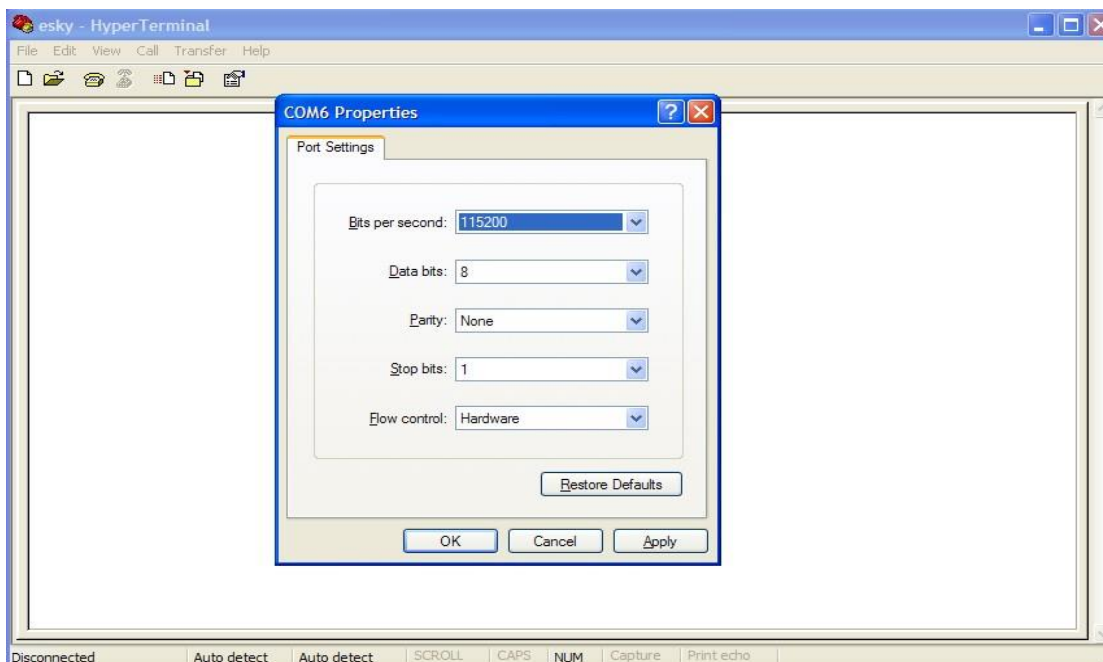 esky - HyperTerminal
File Edit View Call Transfer Help
COM6 Properties
Port Settings
Bits per second: 115200
Data bits: 8
Parity: None
Stop bits: 1
Flow control: Hardware
Restore Defaults
OK Cancel Apply
Disconnected Auto detect Auto detect SCROLL CAPS NUM Capture Print echo